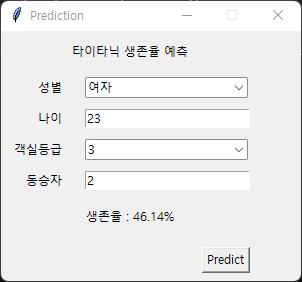 Prediction
타이타닉 생존율 예측
성별 여자
나이 23
객실등급 3
동승자 2
생존율 : 46.14%
Predict